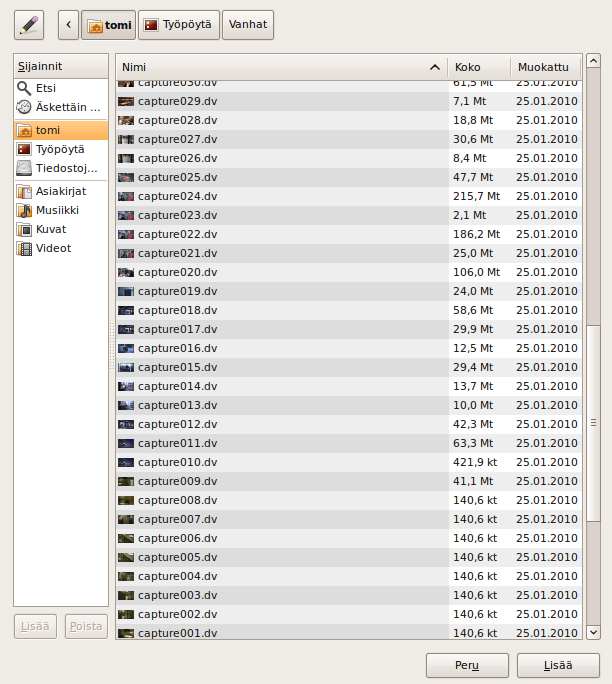 < tomi Työpöytä Vanhat
Sijainnit
Etsi
Äskettäin ...
tomi
Työpöytä
Tiedostoj...
Asiakirjat
Musiikki
Kuvat
Videot
Lisää Poista
Nimi Koko Muokattu
capture030.dv 61,5 Mt 25.01.2010
capture029.dv 7,1 Mt 25.01.2010
capture028.dv 18,8 Mt 25.01.2010
capture027.dv 30,6 Mt 25.01.2010
capture026.dv 8,4 Mt 25.01.2010
capture025.dv 47,7 Mt 25.01.2010
capture024.dv 215,7 Mt 25.01.2010
capture023.dv 2,1 Mt 25.01.2010
capture022.dv 186,2 Mt 25.01.2010
capture021.dv 25,0 Mt 25.01.2010
capture020.dv 106,0 Mt 25.01.2010
capture019.dv 24,0 Mt 25.01.2010
capture018.dv 58,6 Mt 25.01.2010
capture017.dv 29,9 Mt 25.01.2010
capture016.dv 12,5 Mt 25.01.2010
capture015.dv 29,4 Mt 25.01.2010
capture014.dv 13,7 Mt 25.01.2010
capture013.dv 10,0 Mt 25.01.2010
capture012.dv 42,3 Mt 25.01.2010
capture011.dv 63,3 Mt 25.01.2010
capture010.dv 421,9 kt 25.01.2010
capture009.dv 41,1 Mt 25.01.2010
capture008.dv 140,6 kt 25.01.2010
capture007.dv 140,6 kt 25.01.2010
capture006.dv 140,6 kt 25.01.2010
capture005.dv 140,6 kt 25.01.2010
capture004.dv 140,6 kt 25.01.2010
capture003.dv 140,6 kt 25.01.2010
capture002.dv 140,6 kt 25.01.2010
capture001.dv 140,6 kt 25.01.2010
Peru Lisää